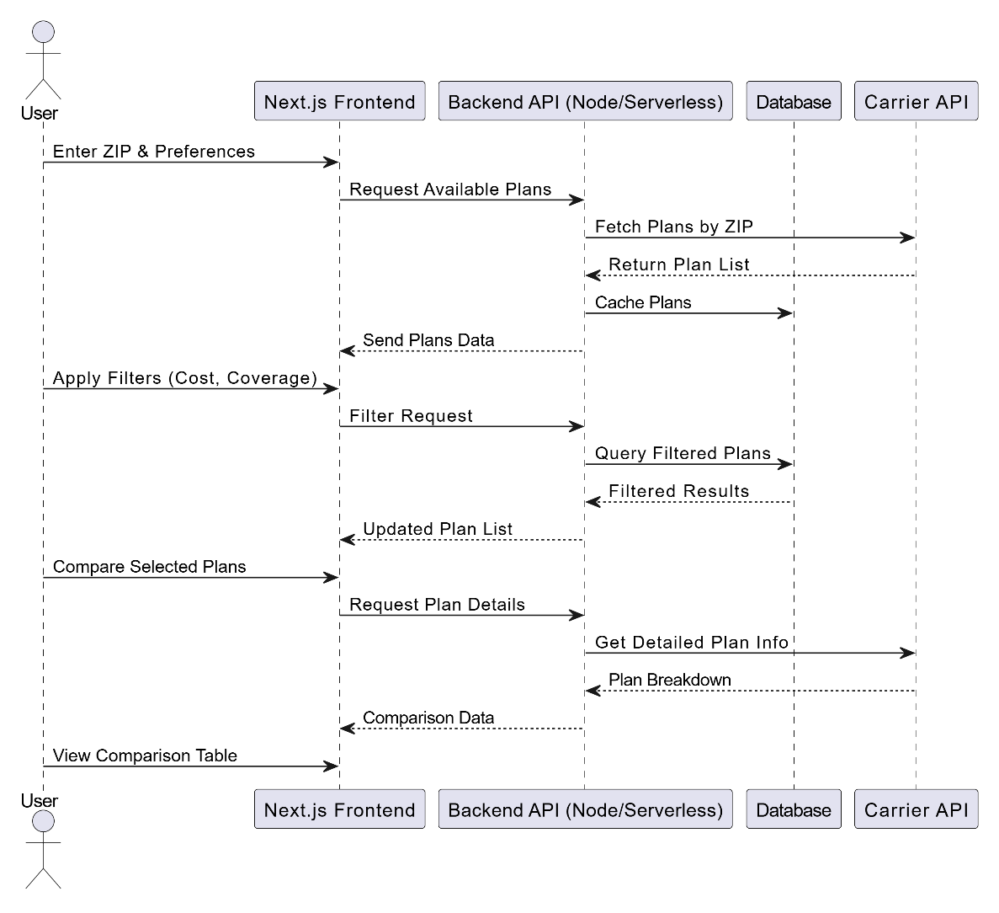 User
Next.js Frontend
Backend API (Node/Serverless)
Database
Carrier API
Enter ZIP & Preferences
Request Available Plans
Fetch Plans by ZIP
Return Plan List
Cache Plans
Send Plans Data
Apply Filters (Cost, Coverage)
Filter Request
Query Filtered Plans
Filtered Results
Updated Plan List
Compare Selected Plans
Request Plan Details
Get Detailed Plan Info
Plan Breakdown
Comparison Data
View Comparison Table
User
Next.js Frontend
Backend API (Node/Serverless)
Database
Carrier API